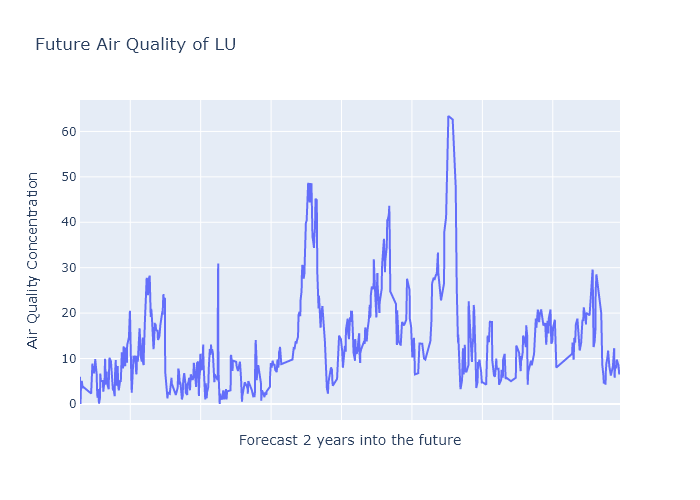 Future Air Quality of LU
Air Quality Concentration
60
50
40
30
20
10
0
Forecast 2 years into the future